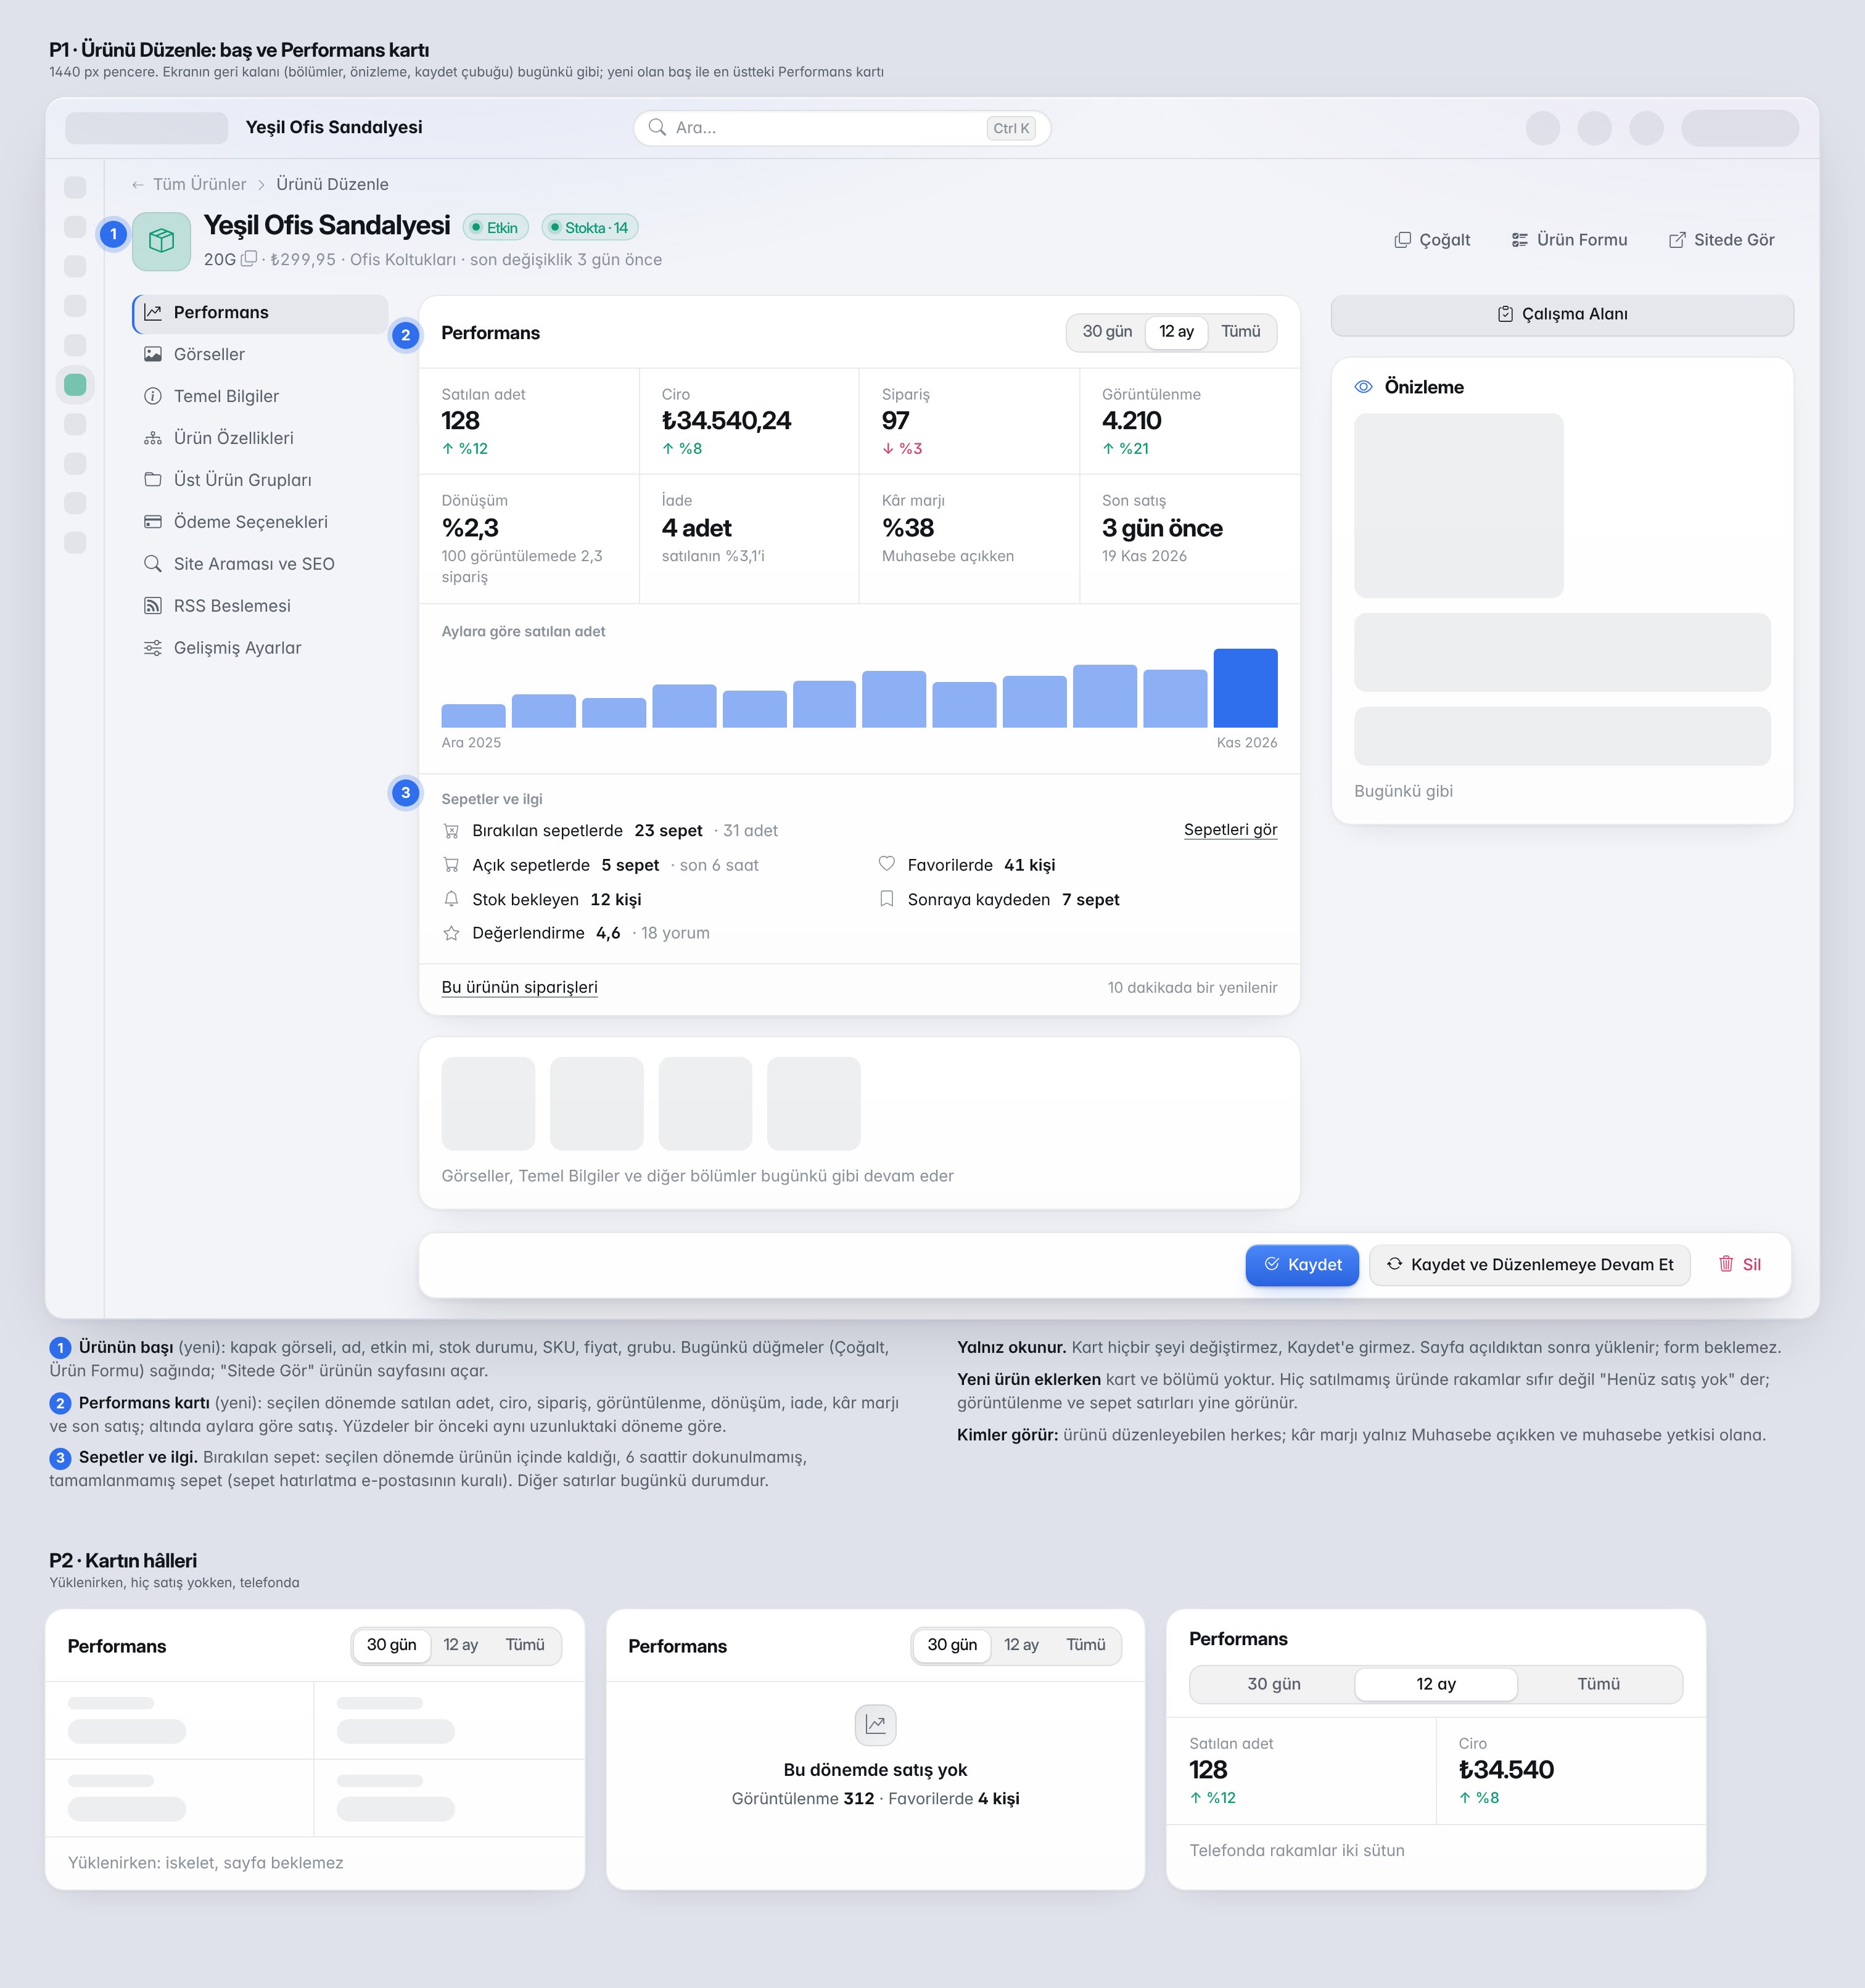 P1 · Ürünü Düzenle: baş ve Performans kartı
1440 px pencere. Ekranın geri kalanı (bölümler, önizleme, kaydet çubuğu) bugünkü gibi; yeni olan baş ile en üstteki Performans kartı
Yeşil Ofis Sandalyesi
Ara...
Ctrl K
← Tüm Ürünler > Ürünü Düzenle
1
Yeşil Ofis Sandalyesi
Etkin
Stokta · 14
20G · ₺299,95 · Ofis Koltukları · son değişiklik 3 gün önce
Çoğalt
Ürün Formu
Sitede Gör
Performans
Görseller
Temel Bilgiler
Ürün Özellikleri
Üst Ürün Grupları
Ödeme Seçenekleri
Site Araması ve SEO
RSS Beslemesi
Gelişmiş Ayarlar
2
Performans
30 gün
12 ay
Tümü
Satılan adet
128
↑ %12
Ciro
₺34.540,24
↑ %8
Sipariş
97
↓ %3
Görüntülenme
4.210
↑ %21
Dönüşüm
%2,3
100 görüntülemede 2,3
sipariş
İade
4 adet
satılanın %3,1'i
Kâr marjı
%38
Muhasebe açıkken
Son satış
3 gün önce
19 Kas 2026
Aylara göre satılan adet
Ara 2025
Kas 2026
3
Sepetler ve ilgi
Bırakılan sepetlerde 23 sepet · 31 adet
Sepetleri gör
Açık sepetlerde 5 sepet · son 6 saat
Favorilerde 41 kişi
Stok bekleyen 12 kişi
Sonraya kaydeden 7 sepet
Değerlendirme 4,6 · 18 yorum
Bu ürünün siparişleri
10 dakikada bir yenilenir
Çalışma Alanı
Önizleme
Bugünkü gibi
Görseller, Temel Bilgiler ve diğer bölümler bugünkü gibi devam eder
Kaydet
Kaydet ve Düzenlemeye Devam Et
Sil
1 Ürünün başı (yeni): kapak görseli, ad, etkin mi, stok durumu, SKU, fiyat, grubu. Bugünkü düğmeler (Çoğalt,
Ürün Formu) sağında; "Sitede Gör" ürünün sayfasını açar.
2 Performans kartı (yeni): seçilen dönemde satılan adet, ciro, sipariş, görüntülenme, dönüşüm, iade, kâr marjı
ve son satış; altında aylara göre satış. Yüzdeler bir önceki aynı uzunluktaki döneme göre.
3 Sepetler ve ilgi. Bırakılan sepet: seçilen dönemde ürünün içinde kaldığı, 6 saattir dokunulmamış,
tamamlanmamış sepet (sepet hatırlatma e-postasının kuralı). Diğer satırlar bugünkü durumdur.
Yalnız okunur. Kart hiçbir şeyi değiştirmez, Kaydet'e girmez. Sayfa açıldıktan sonra yüklenir; form beklemez.
Yeni ürün eklerken kart ve bölümü yoktur. Hiç satılmamış üründe rakamlar sıfır değil "Henüz satış yok" der;
görüntülenme ve sepet satırları yine görünür.
Kimler görür: ürünü düzenleyebilen herkes; kâr marjı yalnız Muhasebe açıkken ve muhasebe yetkisi olana.
P2 · Kartın hâlleri
Yüklenirken, hiç satış yokken, telefonda
Performans
30 gün
12 ay
Tümü
Yüklenirken: iskelet, sayfa beklemez
Performans
30 gün
12 ay
Tümü
Bu dönemde satış yok
Görüntülenme 312 · Favorilerde 4 kişi
Performans
30 gün
12 ay
Tümü
Satılan adet
128
↑ %12
Ciro
₺34.540
↑ %8
Telefonda rakamlar iki sütun